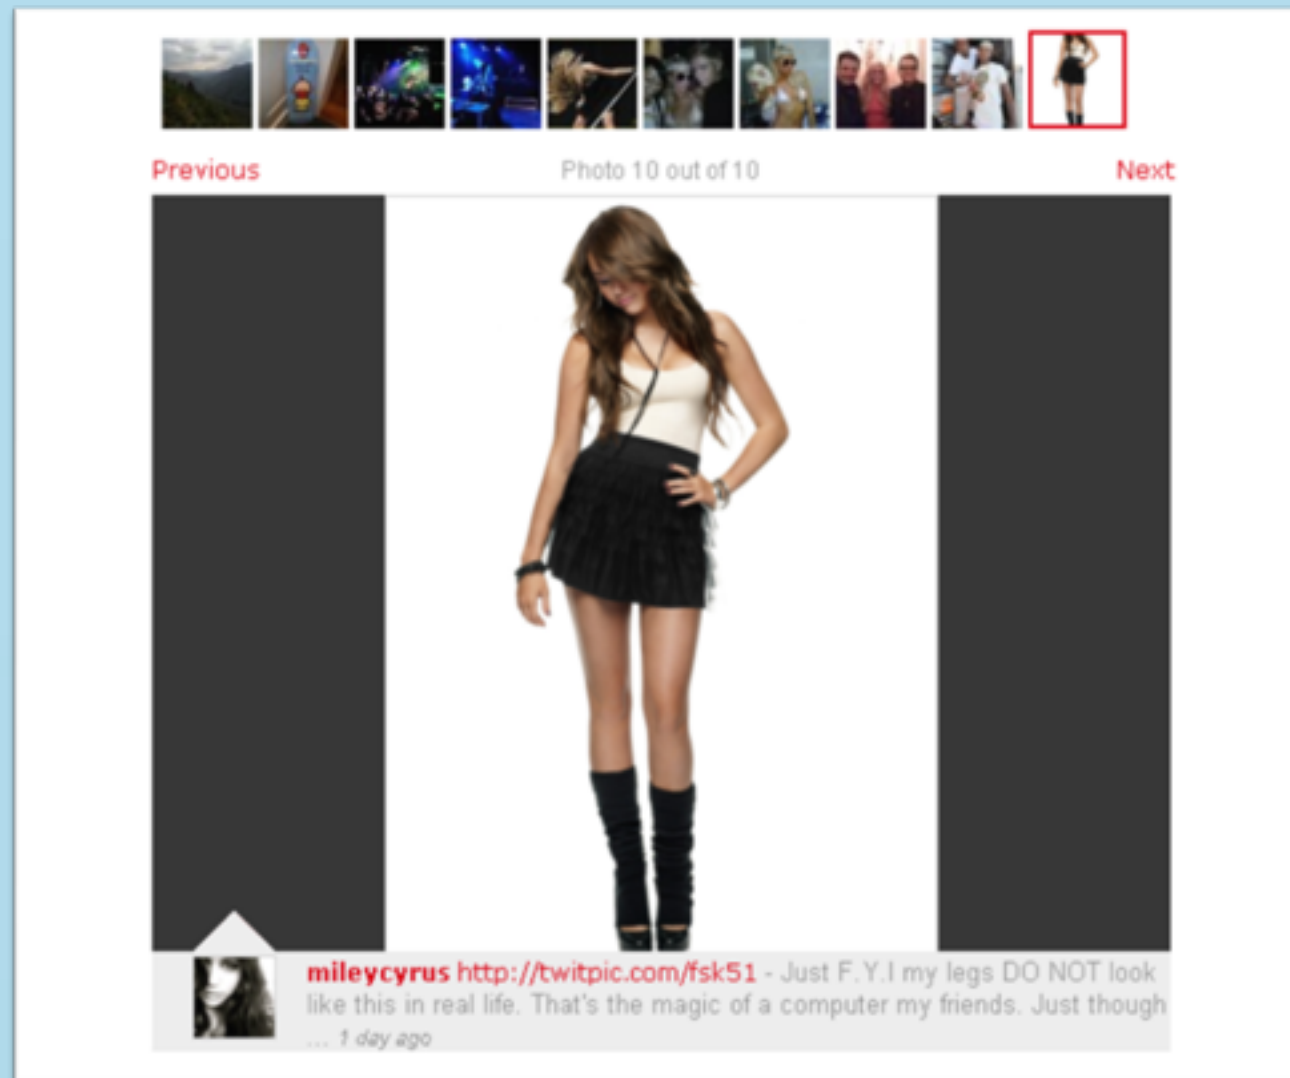 Previous
Photo 10 out of 10
Next
mileycyrus http://twitpic.com/fsk51 - Just F.Y.I my legs DO NOT look
like this in real life. That's the magic of a computer my friends. Just though
... 1 day ago